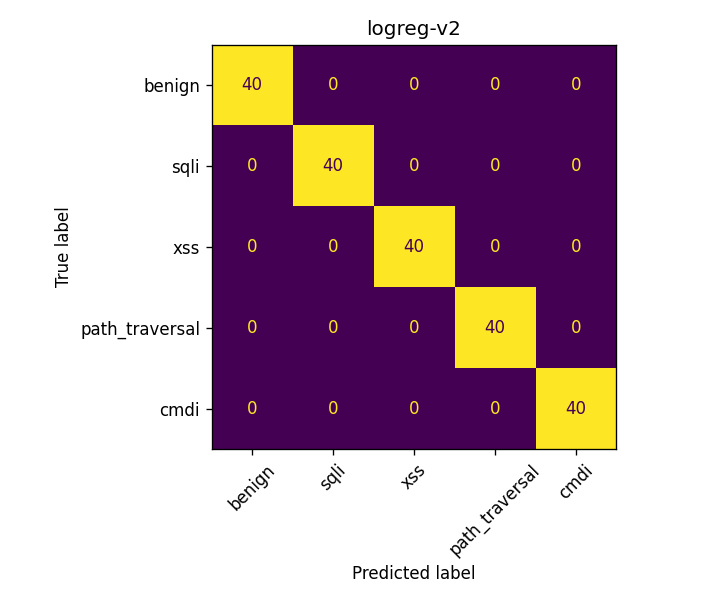 logreg-v2
True label
benign 40 0 0 0 0
sqli 0 40 0 0 0
xss 0 0 40 0 0
path_traversal 0 0 0 40 0
cmdi 0 0 0 0 40
benign sqli xss path_traversal cmdi
Predicted label